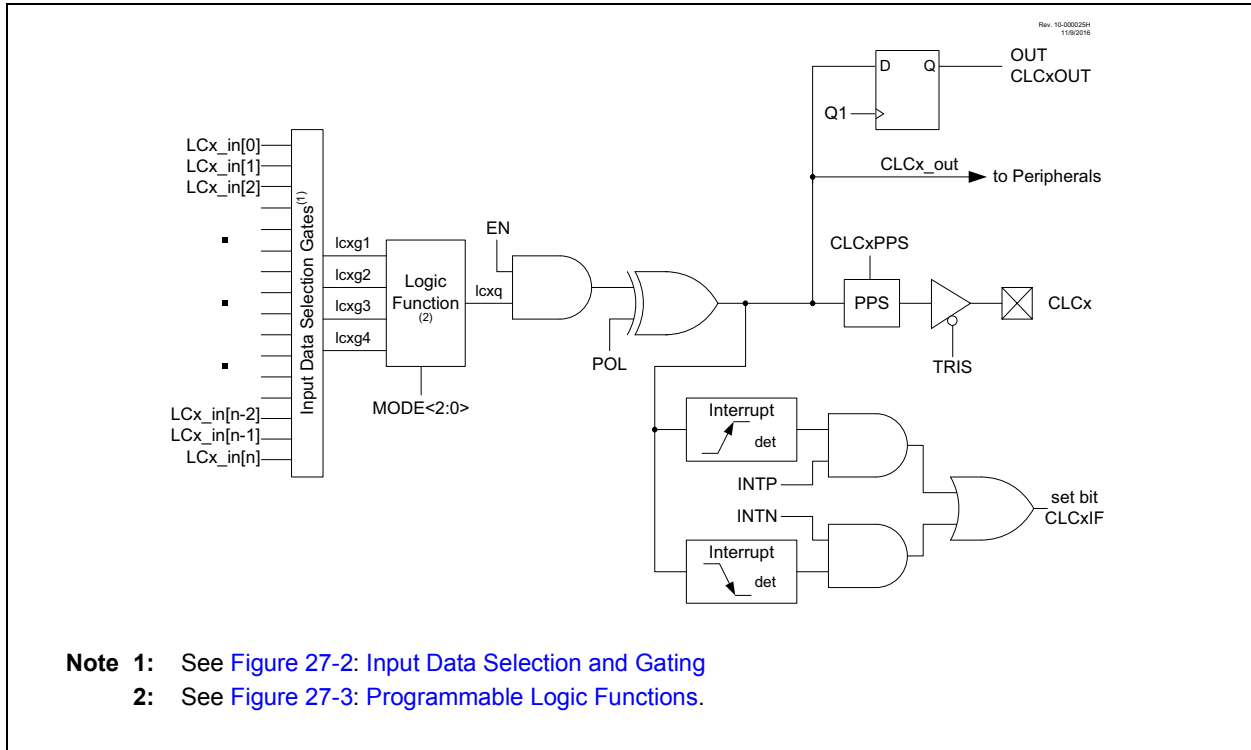 Rev. 10-000025H
11/9/2016
OUT
CLCxOUT
D Q
Q1
CLCx_out
to Peripherals
LCx_in[0]
LCx_in[1]
LCx_in[2]
LCx_in[n-2]
LCx_in[n-1]
LCx_in[n]
Input Data Selection Gates(1)
lcxg1
lcxg2
lcxg3
lcxg4
Logic
Function
(2)
MODE<2:0>
lcxq
EN
POL
CLCxPPS
PPS
TRIS
CLCx
Interrupt
det
INTP
INTN
Interrupt
det
set bit
CLCxIF
Note 1: See Figure 27-2: Input Data Selection and Gating
2: See Figure 27-3: Programmable Logic Functions.